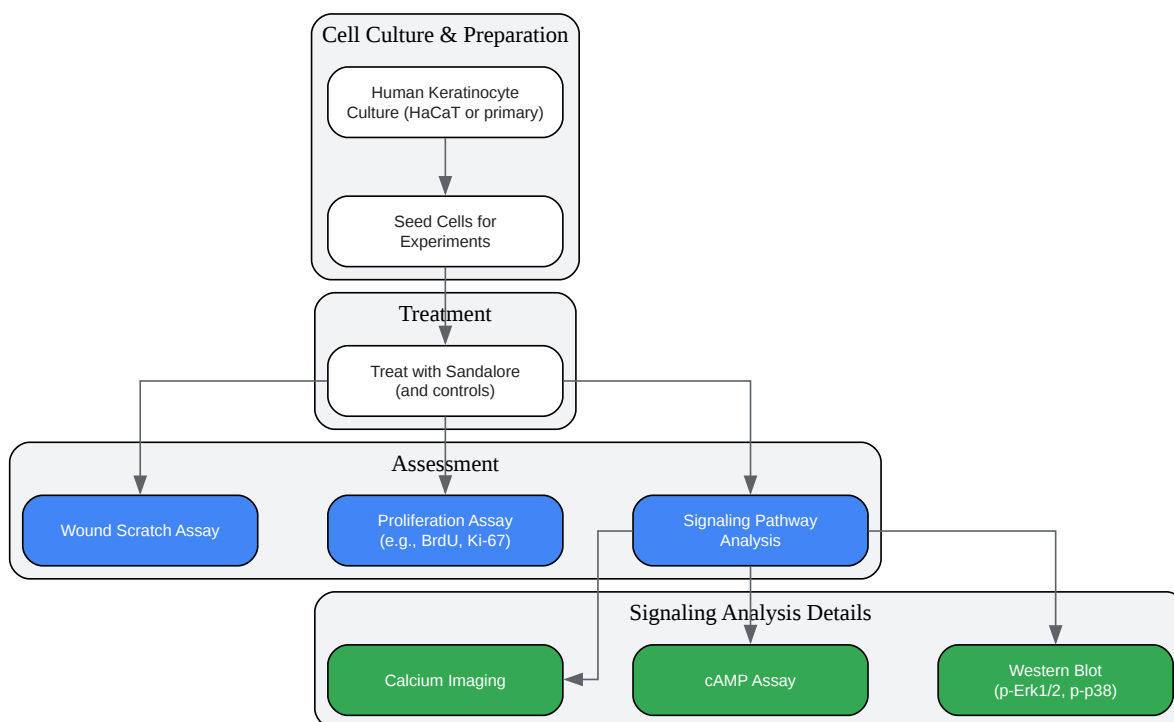 Cell Culture & Preparation
Human Keratinocyte
Culture (HaCaT or primary)
Seed Cells for
Experiments
Treatment
Treat with Sandalore
(and controls)
Assessment
Wound Scratch Assay
Proliferation Assay
(e.g., BrdU, Ki-67)
Signaling Pathway
Analysis
Signaling Analysis Details
Calcium Imaging
cAMP Assay
Western Blot
(p-Erk1/2, p-p38)